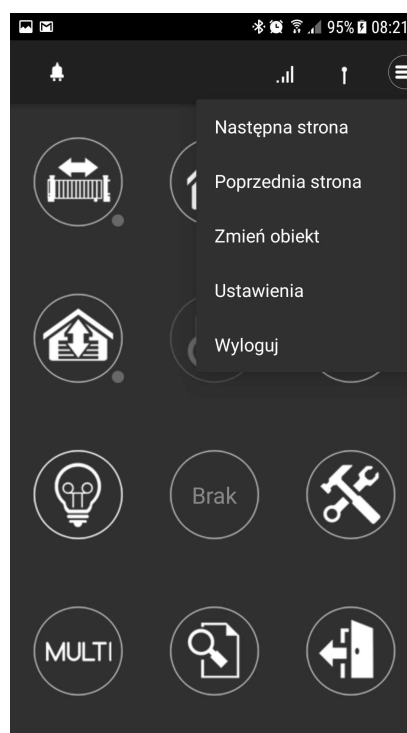 95% 08:21
Następna strona
Poprzednia strona
Zmień obiekt
Ustawienia
Wyloguj
Brak
MULTI